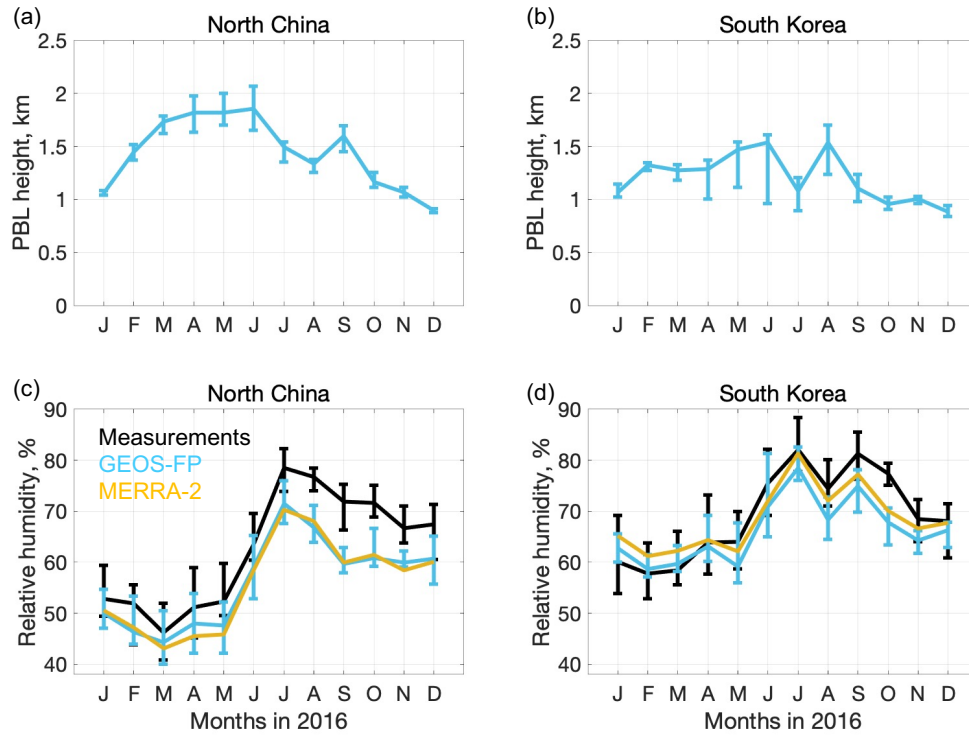 (a)
North China
PBL height, km
2.5
2
1.5
1
0.5
0
J F M A M J J A S O N D
(b)
South Korea
PBL height, km
2.5
2
1.5
1
0.5
0
J F M A M J J A S O N D
(c)
North China
Relative humidity, %
90
80
70
60
50
40
Measurements
GEOS-FP
MERRA-2
J F M A M J J A S O N D
Months in 2016
(d)
South Korea
Relative humidity, %
90
80
70
60
50
40
J F M A M J J A S O N D
Months in 2016